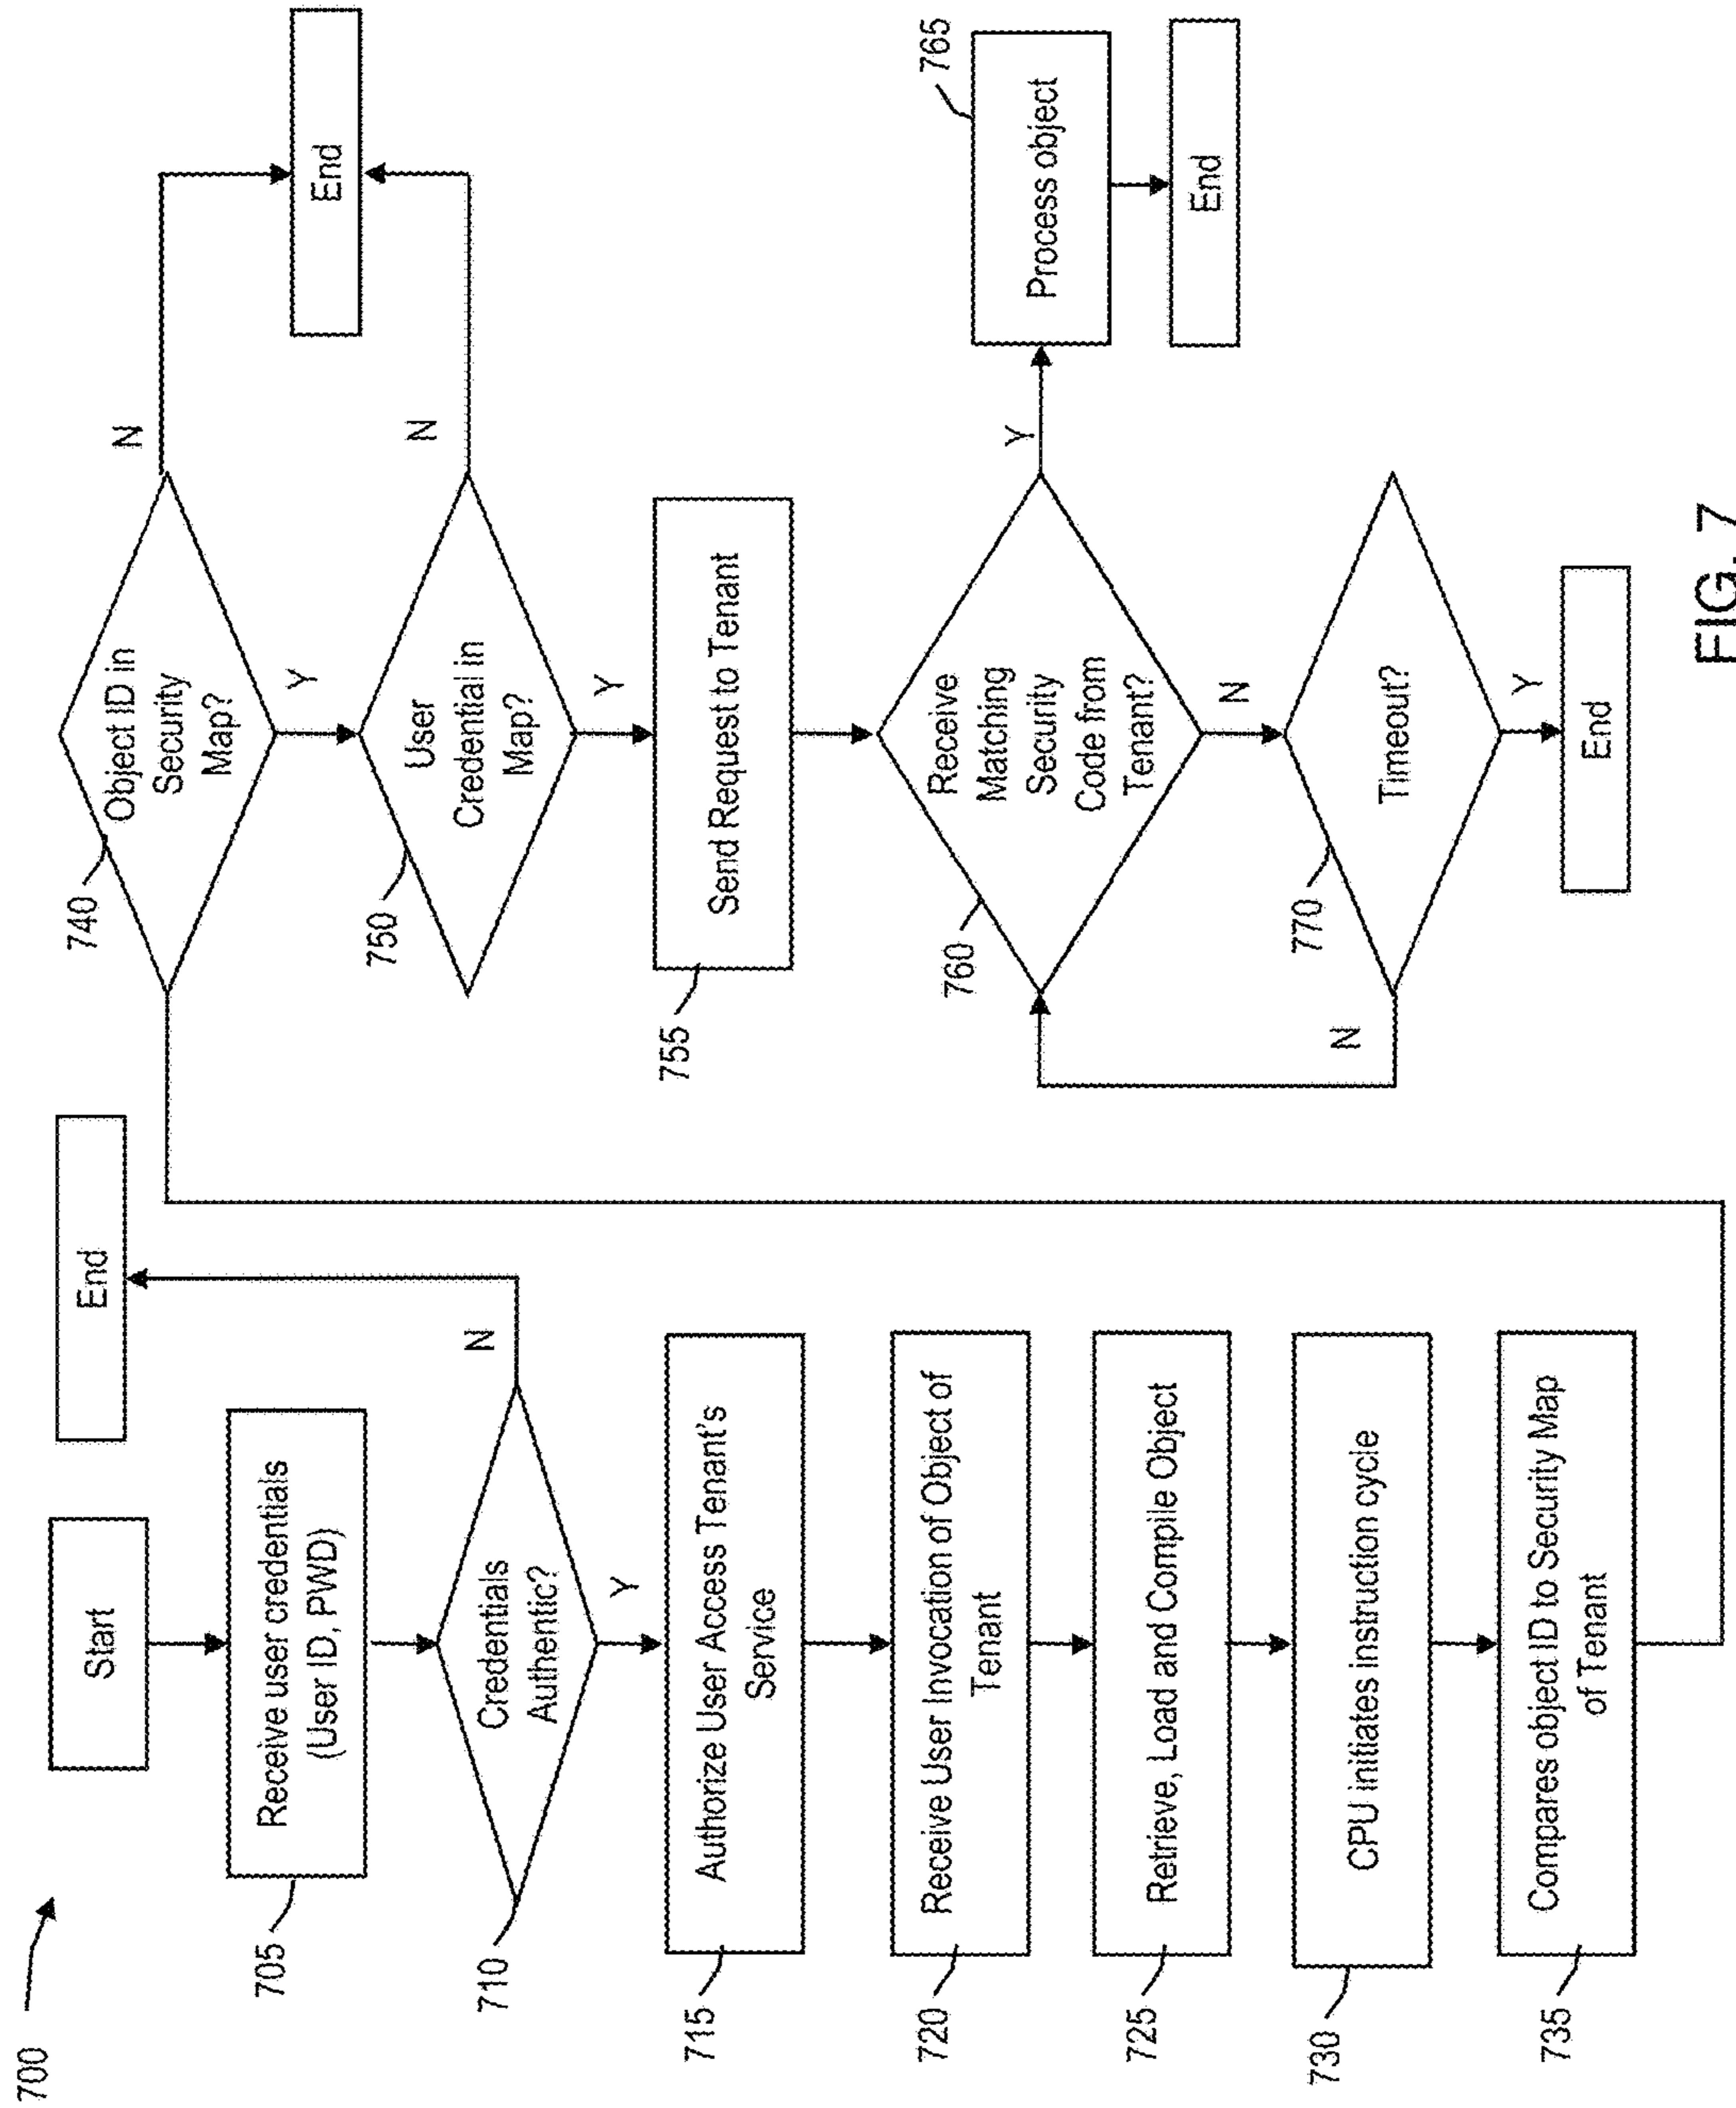 700
Start
705
Receive user credentials
(User ID, PWD)
710
Credentials
Authentic?
N
End
Y
715
Authorize User Access Tenant's
Service
720
Receive User Invocation of Object of
Tenant
725
Retrieve, Load and Compile Object
730
CPU initiates instruction cycle
735
Compares object ID to Security Map
of Tenant
740
Object ID in
Security
Map?
N
End
Y
750
User
Credential in
Map?
N
Y
755
Send Request to Tenant
760
Receive
Matching
Security
Code from
Tenant?
Y
765
Process object
End
N
770
Timeout?
N
Y
End
FIG. 7